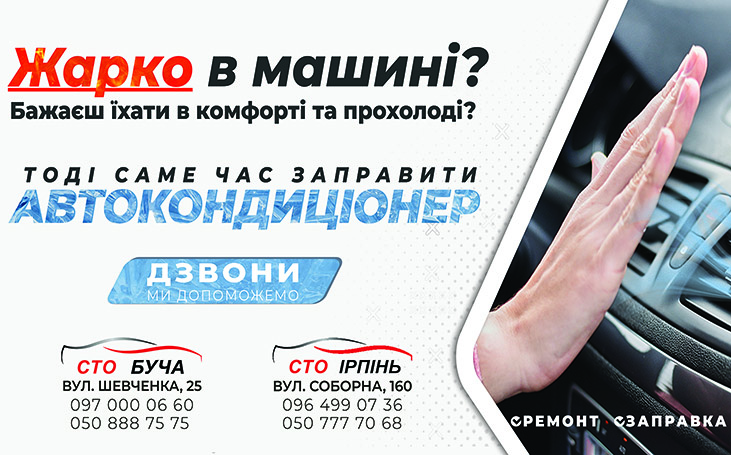 Жарко в машині?
Бажаєш їхати в комфорті та прохолоді?
ТОДІ САМЕ ЧАС ЗАПРАВИТИ
АВТОКОНДИЦІОНЕР
ДЗВОНИ
МИ ДОПОМОЖЕМО
СТО БУЧА
ВУЛ. ШЕВЧЕНКА, 25
097 000 06 60
050 888 75 75
СТО ІРПІНЬ
ВУЛ. СОБОРНА, 160
096 499 07 36
050 777 70 68
РЕМОНТ ЗАПРАВКА